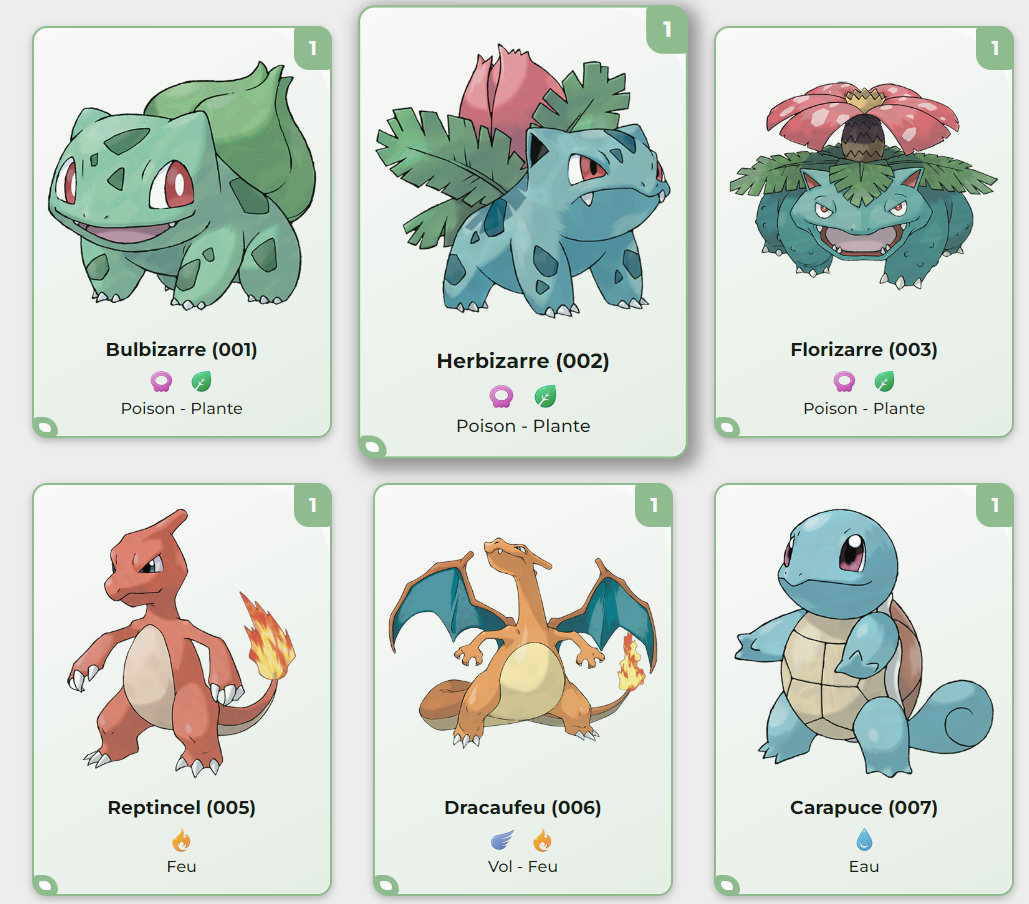 1
1
1
Bulbizarre (001)
Poison - Plante
Herbizarre (002)
Poison - Plante
Florizarre (003)
Poison - Plante
1
1
1
Reptincel (005)
Feu
Dracaufeu (006)
Vol - Feu
Carapuce (007)
Eau